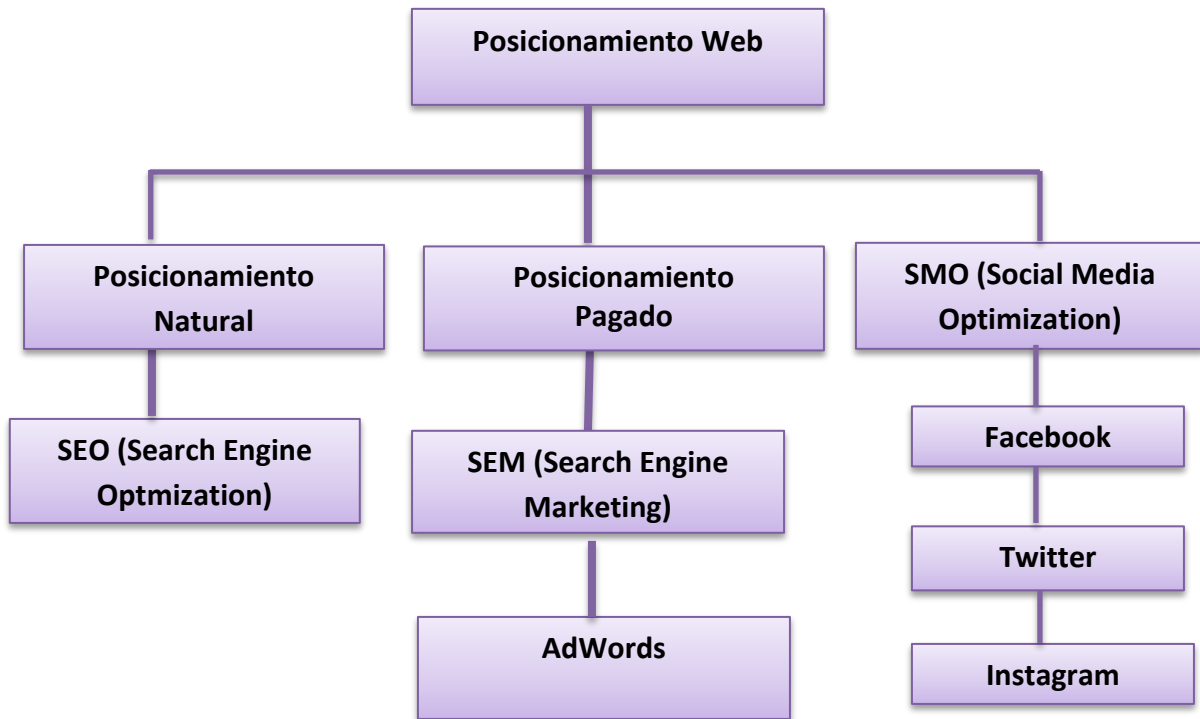 Posicionamiento Web
Posicionamiento
Natural
Posicionamiento
Pagado
SMO (Social Media
Optimization)
SEO (Search Engine
Optmization)
SEM (Search Engine
Marketing)
Facebook
Twitter
AdWords
Instagram